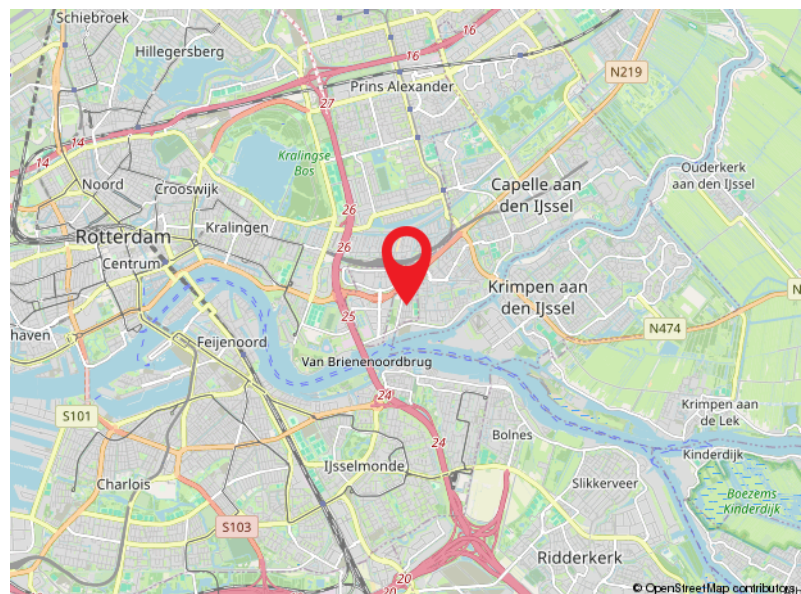 Schiebroek
16
Hillegersberg
16
N219
Prins Alexander
27
14
Kralingse
Bos
14
Ouderkerk
aan den IJssel
Noord
Crooswijk
Capelle aan
den IJssel
26
Kralingen
Rotterdam
26
Centrum
Krimpen aan
den IJssel
N
25
N474
haven
Feijenoord
Van Brienenoordbrug
24
S101
Krimpen aan
de Lek
24
Bolnes
Kinderdijk
IJsselmonde
Charlois
Slikkerveer
Boezems
Kinderdijk
S103
Ridderkerk
20
20
© OpenStreetMap contributors